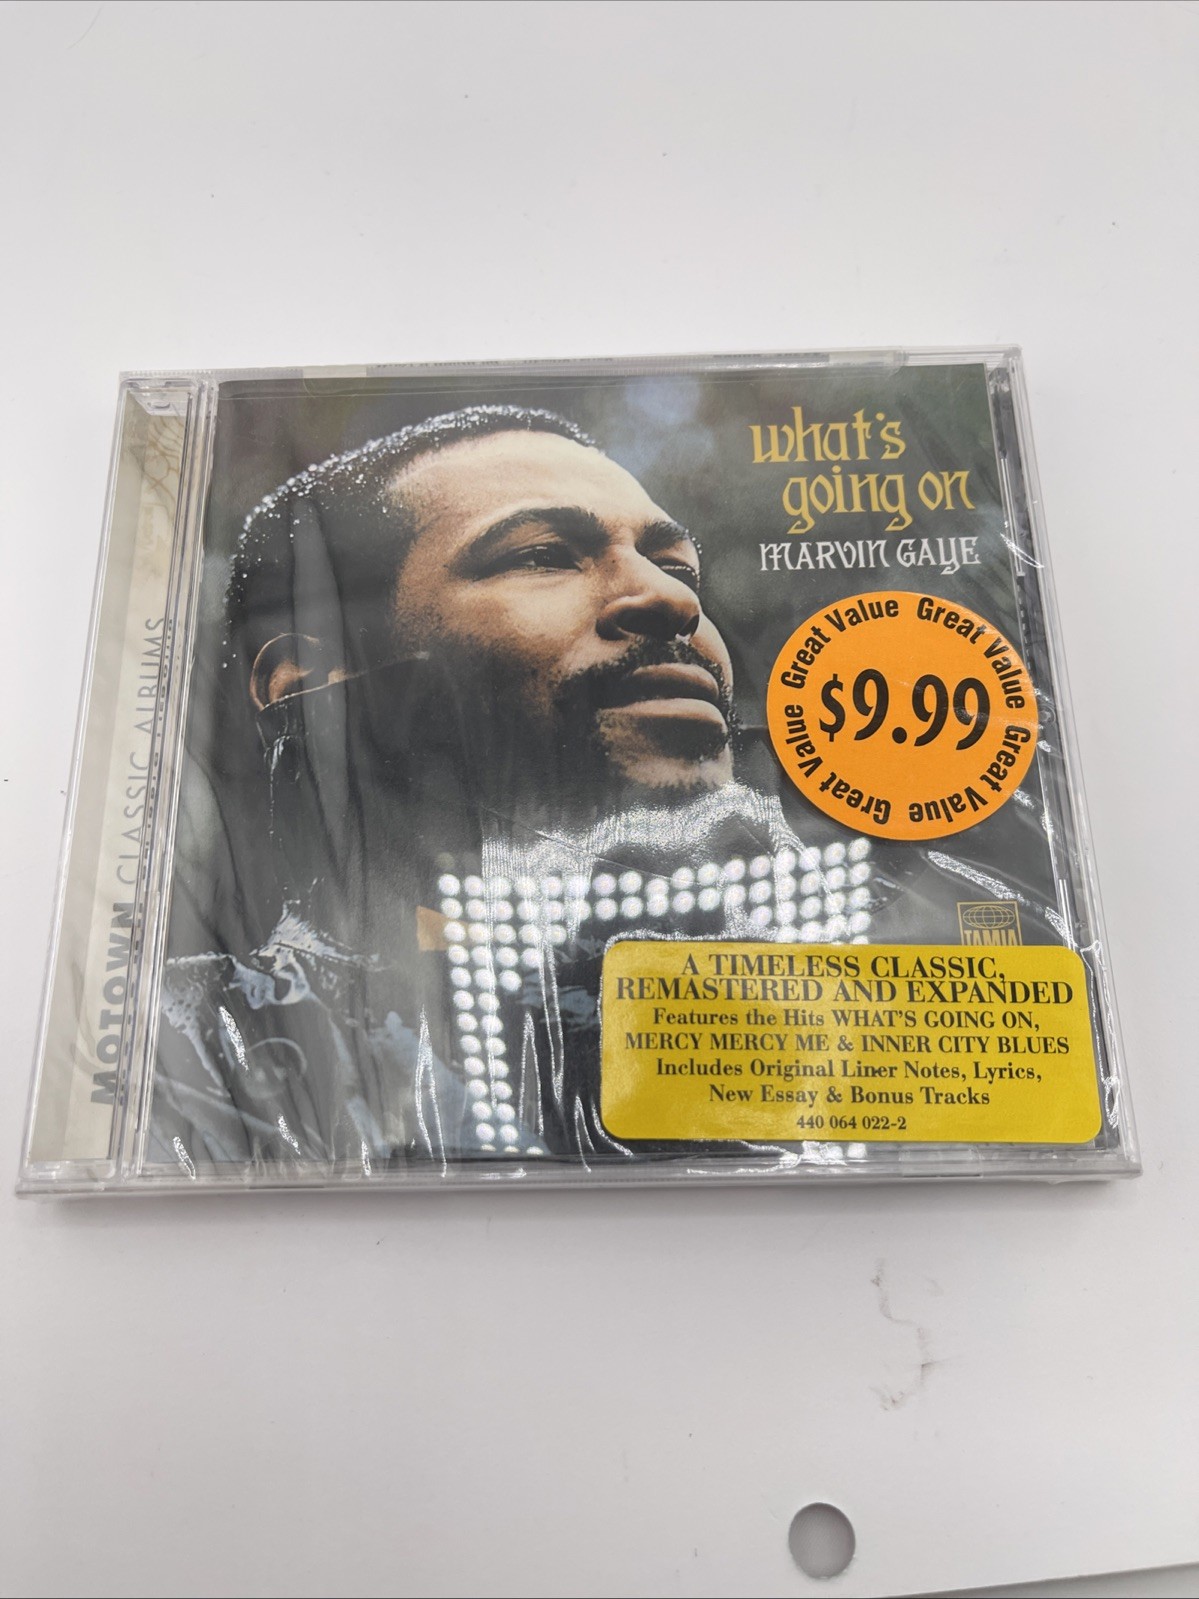 what's
going on
MARVIN GAYE
Great Value Great Value Great Value Great Value
$9.99
TAMLA
A TIMELESS CLASSIC,
REMASTERED AND EXPANDED
Features the Hits WHAT'S GOING ON,
MERCY MERCY ME & INNER CITY BLUES
Includes Original Liner Notes, Lyrics,
New Essay & Bonus Tracks
440 064 022-2
MOTOWN CLASSIC ALBUMS